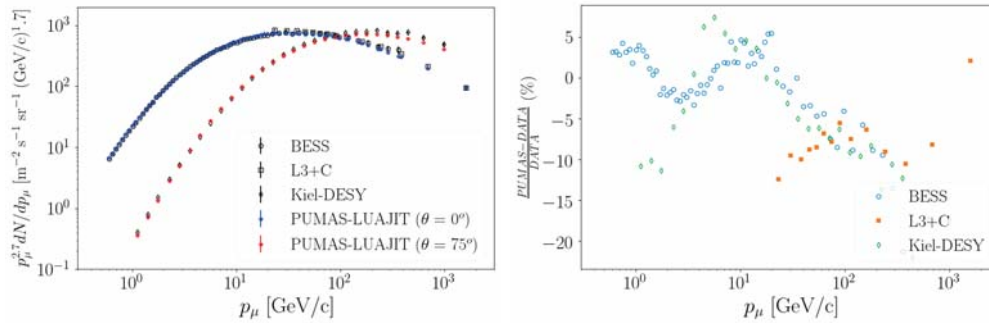 10³
10²
10¹
10⁰
10⁻¹
p_μ^2.7 dN/dp_μ [m⁻² s⁻¹ sr⁻¹ (GeV/c)¹.7]
BESS
L3+C
Kiel-DESY
PUMAS-LUAJIT (θ = 0º)
PUMAS-LUAJIT (θ = 75º)
10⁰ 10¹ 10² 10³
p_μ [GeV/c]
5
0
−5
−10
−15
−20
PUMAS−DATA
DATA (%)
BESS
L3+C
Kiel-DESY
10⁰ 10¹ 10² 10³
p_μ [GeV/c]